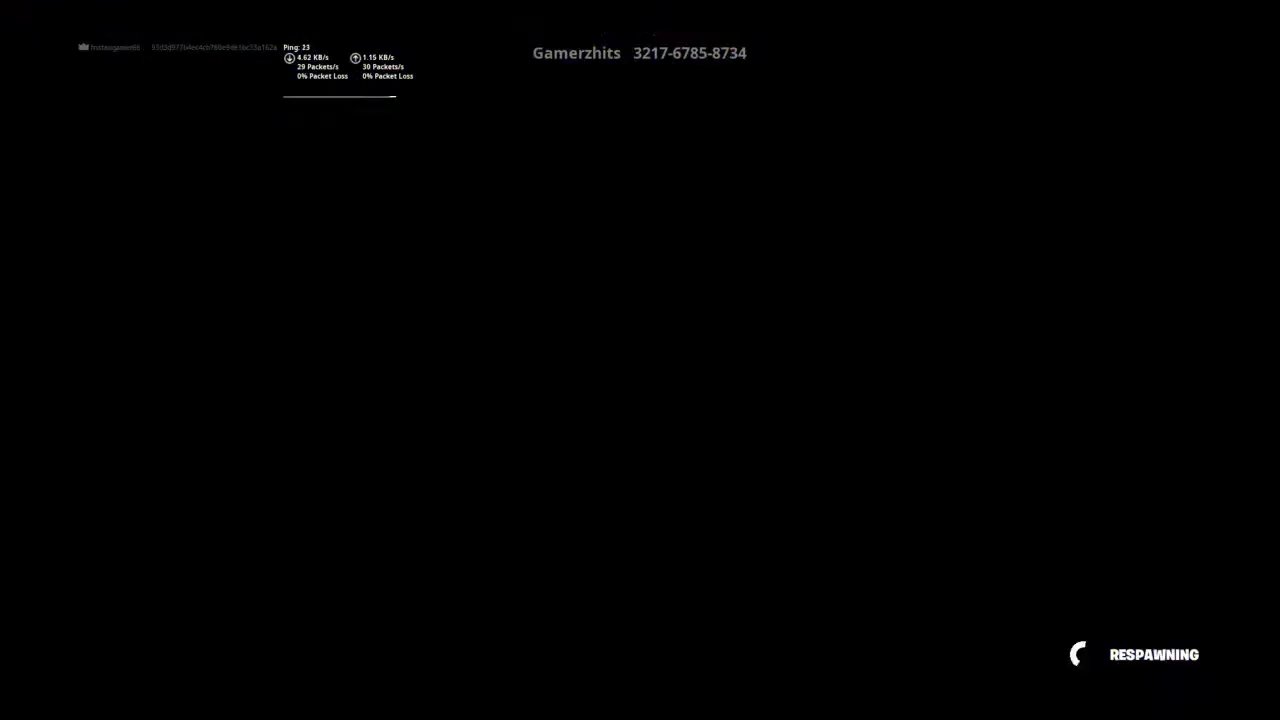 Ping: 23
4.62 KB/s 1.15 KB/s
29 Packets/s 30 Packets/s
0% Packet Loss 0% Packet Loss
Gamerzhits 3217-6785-8734
RESPAWNING